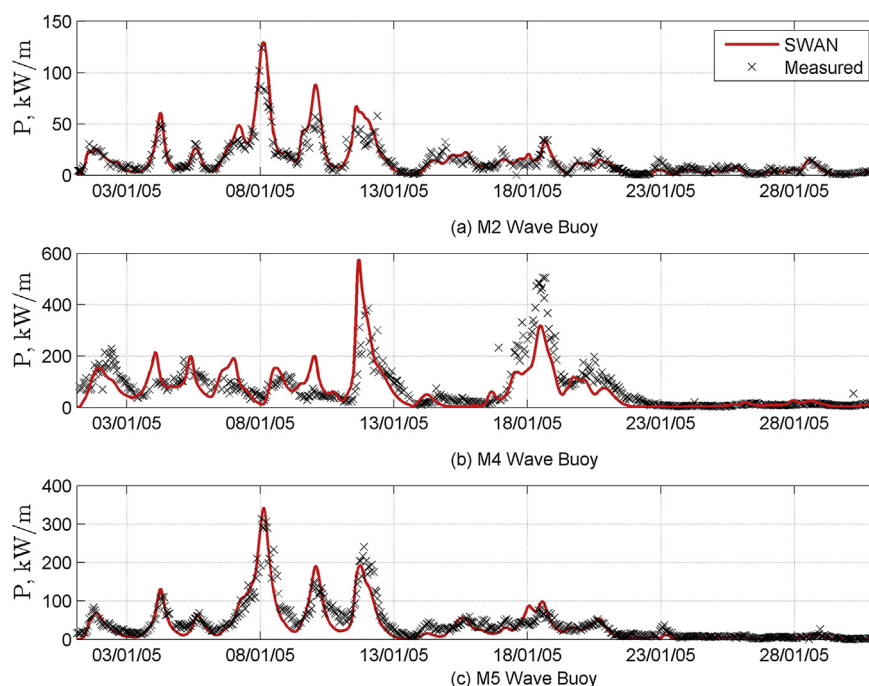 150
100
50
0
P, kW/m
SWAN
Measured
03/01/05 08/01/05 13/01/05 18/01/05 23/01/05 28/01/05
(a) M2 Wave Buoy
600
400
200
0
P, kW/m
03/01/05 08/01/05 13/01/05 18/01/05 23/01/05 28/01/05
(b) M4 Wave Buoy
400
300
200
100
0
P, kW/m
03/01/05 08/01/05 13/01/05 18/01/05 23/01/05 28/01/05
(c) M5 Wave Buoy